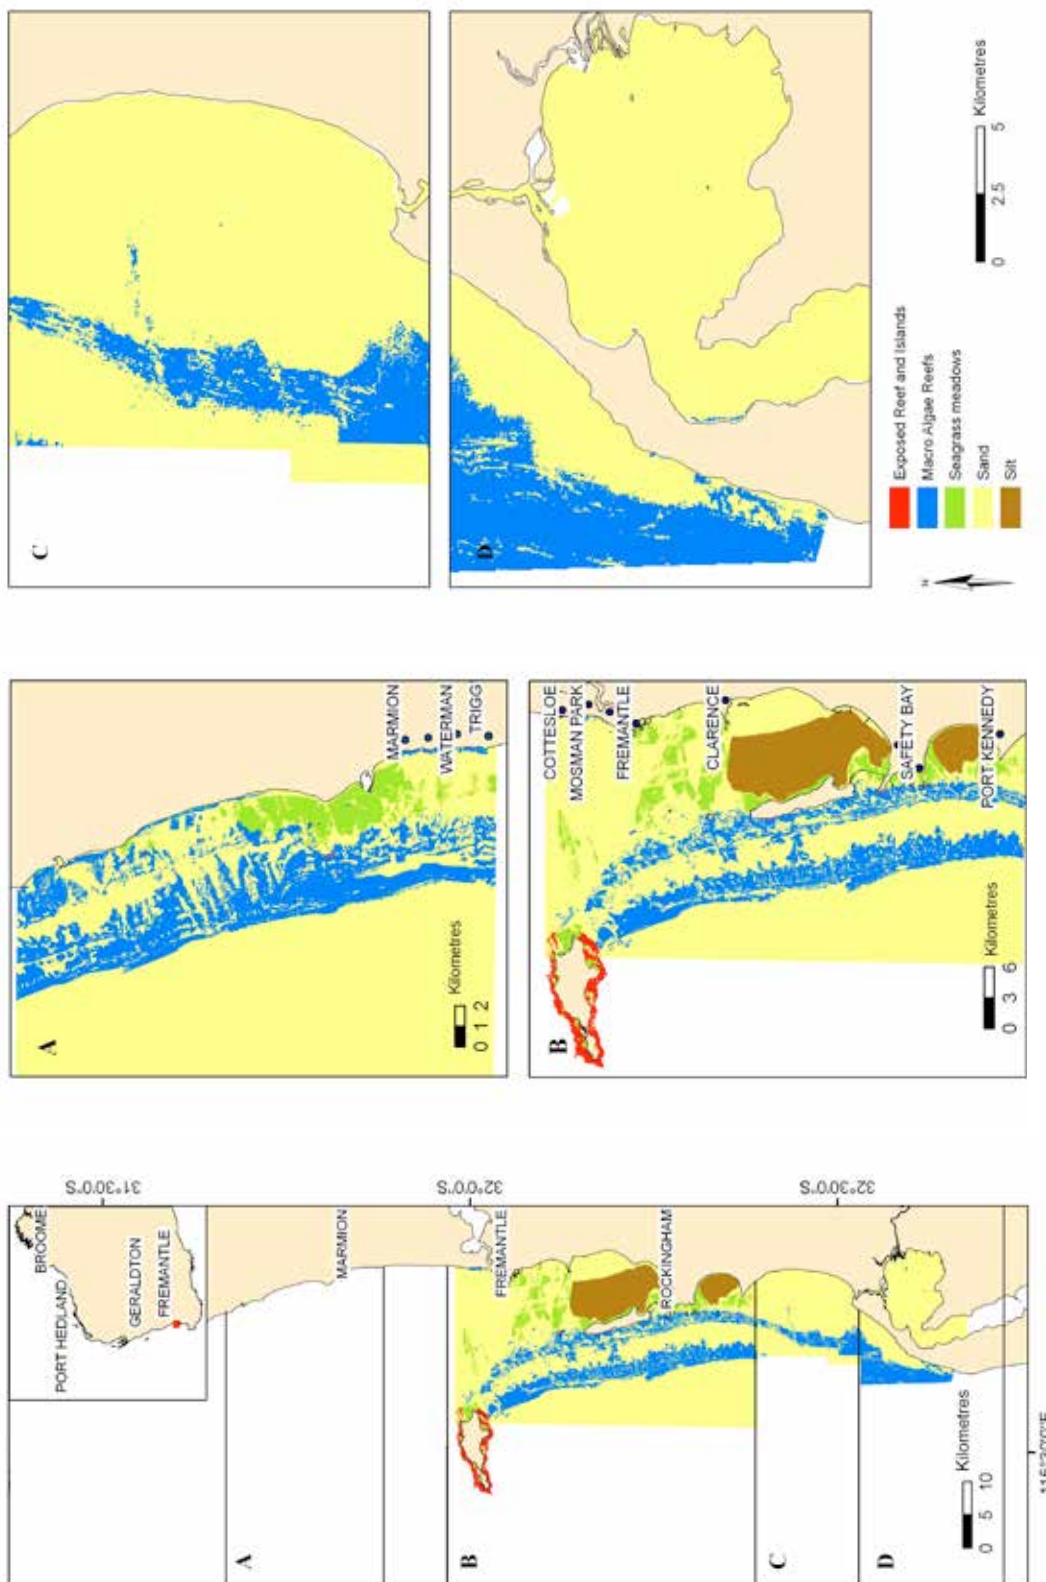 C
D
Kilometres
0 2.5 5
Exposed Reef and Islands
Macro Algae Reefs
Seagrass meadows
Sand
Silt
N
A
MARMION
WATERMAN
TRIGG
Kilometres
0 1 2
B
COTTESLOE
MOSMAN PARK
FREMANTLE
CLARENCE
SAFETY BAY
PORT KENNEDY
Kilometres
0 3 6
BROOME
PORT HEDLAND
GERALDTON
FREMANTLE
31°30'0"S
MARMION
A
32°0'0"S
FREMANTLE
B
ROCKINGHAM
C
32°30'0"S
D
Kilometres
0 5 10